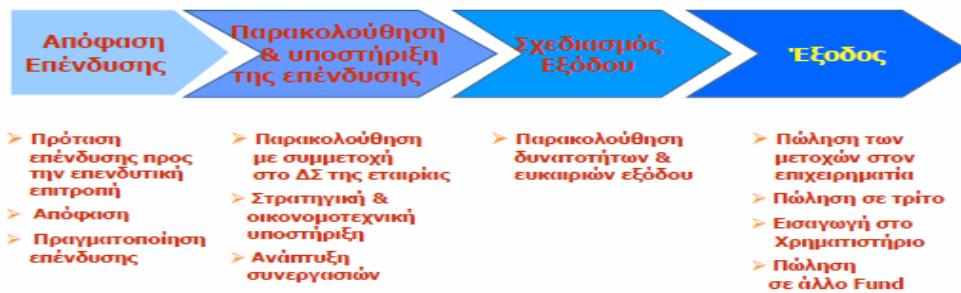 Απόφαση
Επένδυσης
Παρακολούθηση
& υποστήριξη
της επένδυσης
Σχεδιασμός
Εξόδου
Έξοδος
➢ Πρόταση
επένδυσης προς
την επενδυτική
επιτροπή
➢ Απόφαση
➢ Πραγματοποίηση
επένδυσης
➢ Παρακολούθηση
με συμμετοχή
στο ΔΣ της εταιρίας
➢ Στρατηγική &
οικονομοτεχνική
υποστήριξη
➢ Ανάπτυξη
συνεργασιών
➢ Παρακολούθηση
δυνατοτήτων &
ευκαιριών εξόδου
➢ Πώληση των
μετοχών στον
επιχειρηματία
➢ Πώληση σε τρίτο
➢ Εισαγωγή στο
Χρηματιστήριο
➢ Πώληση
σε άλλο Fund